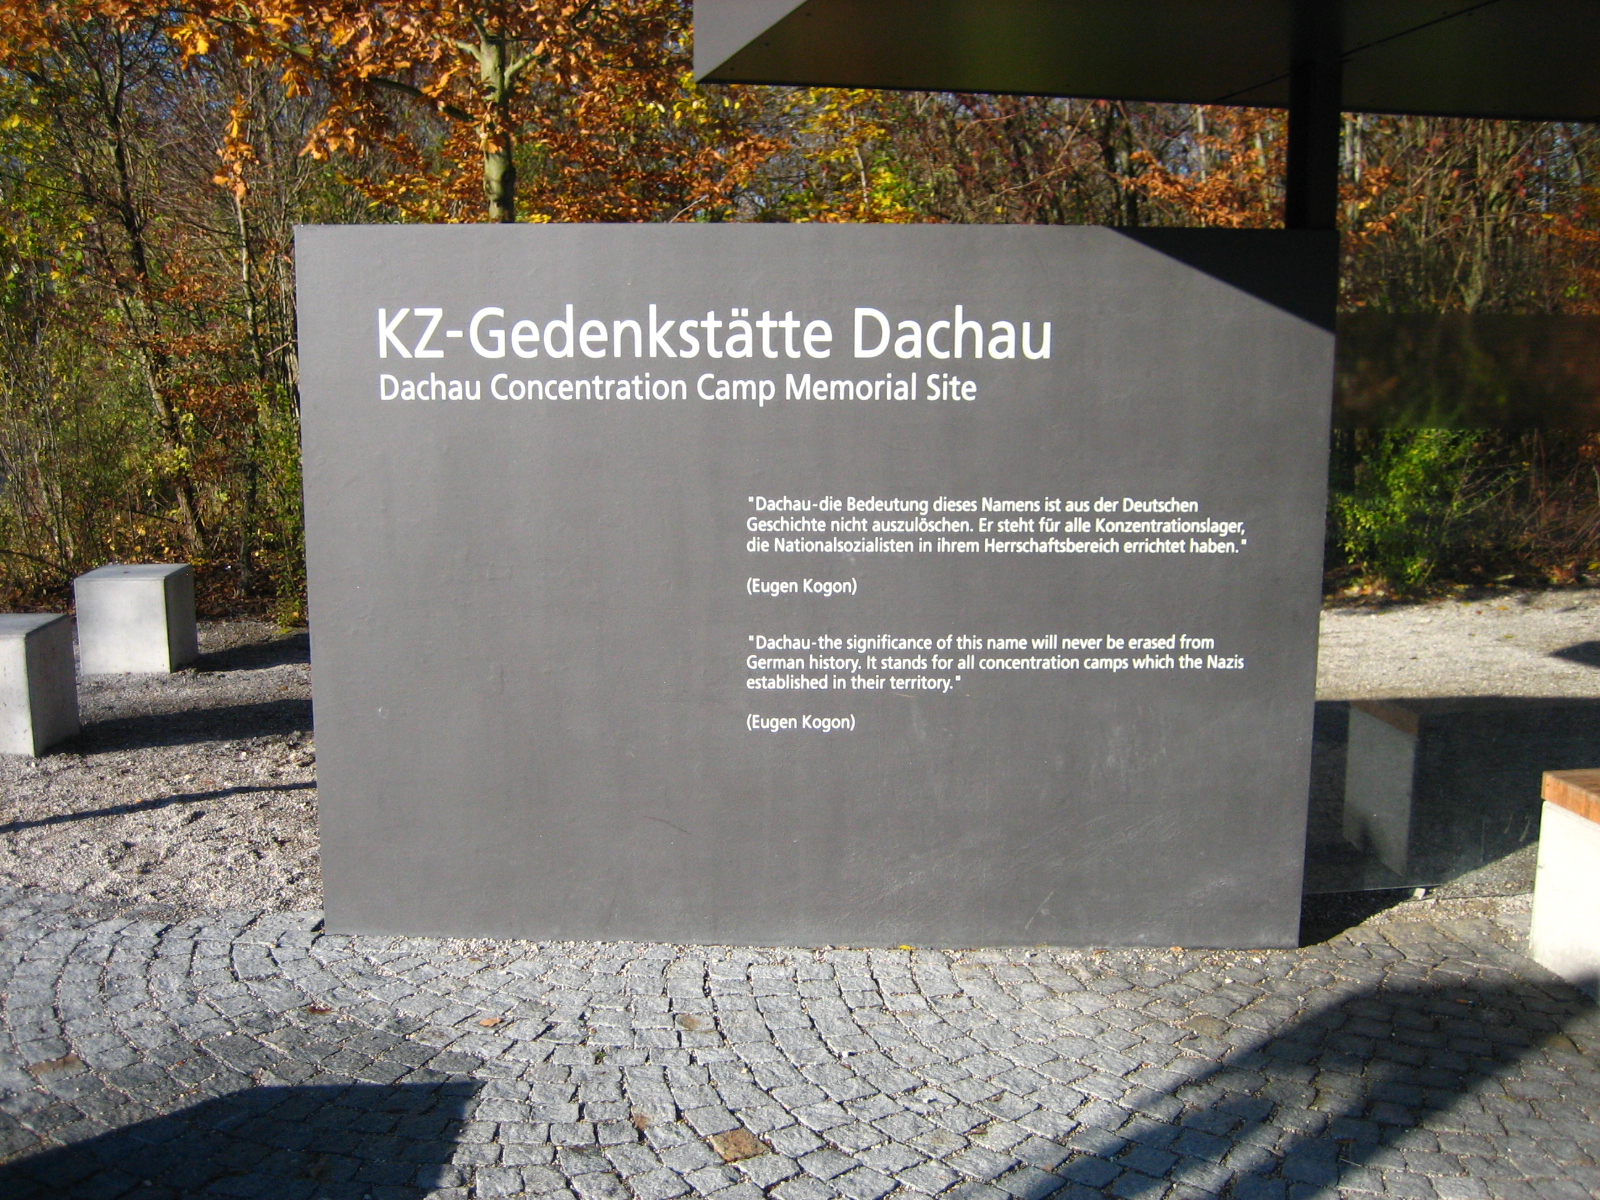 KZ-Gedenkstätte Dachau
Dachau Concentration Camp Memorial Site
"Dachau-die Bedeutung dieses Namens ist aus der Deutschen
Geschichte nicht auszulöschen. Er steht für alle Konzentrationslager,
die Nationalsozialisten in ihrem Herrschaftsbereich errichtet haben."
(Eugen Kogon)
"Dachau-the significance of this name will never be erased from
German history. It stands for all concentration camps which the Nazis
established in their territory."
(Eugen Kogon)